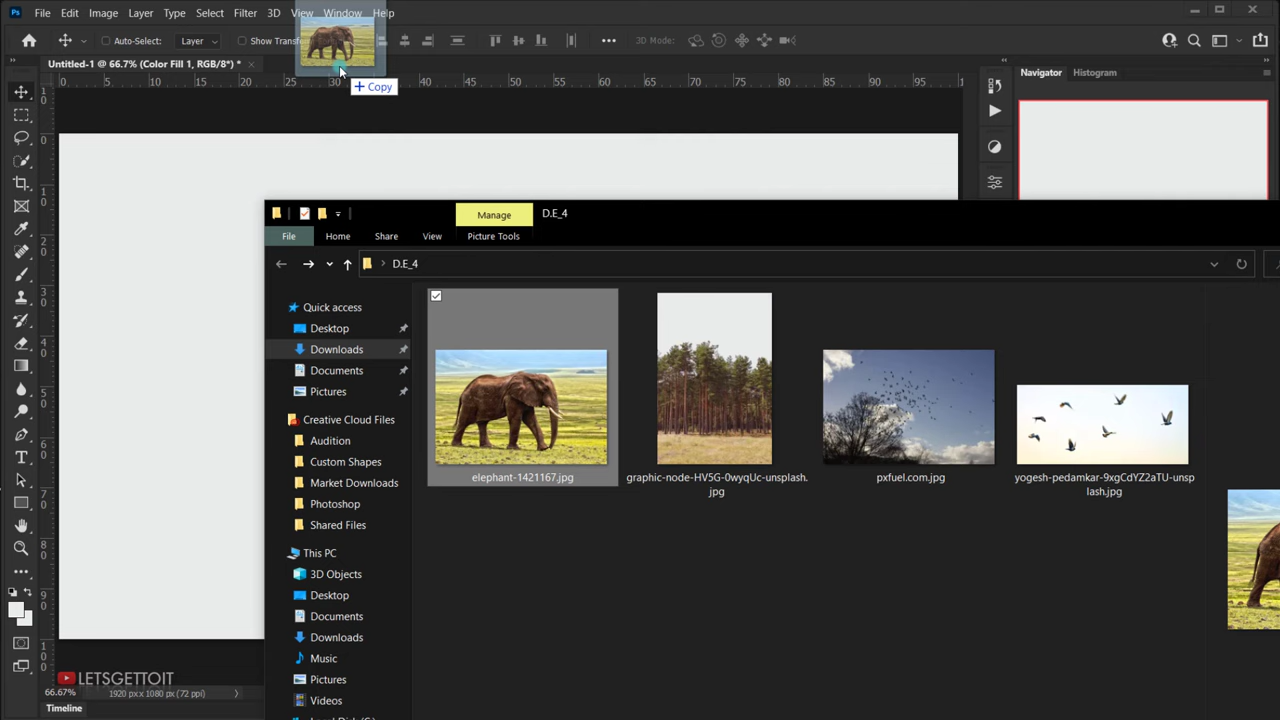 Ps File Edit Image Layer Type Select Filter 3D View Window Help
Auto-Select: Layer Show Transf 3D Mode:
Untitled-1 @ 66.7% (Color Fill 1, RGB/8*) *
+ Copy
Navigator Histogram
Manage D.E_4
File Home Share View Picture Tools
D.E_4
Quick access
Desktop
Downloads
Documents
Pictures
Creative Cloud Files
Audition
Custom Shapes
Market Downloads
Photoshop
Shared Files
This PC
3D Objects
Desktop
Documents
Downloads
Music
Pictures
Videos
elephant-1421167.jpg
graphic-node-HV5G-0wyqUc-unsplash.
jpg
pxfuel.com.jpg
yogesh-pedamkar-9xgCdYZ2aTU-unsp
lash.jpg
LETSGETTOIT
66.67% 1920 px x 1080 px (72 ppi)
Timeline